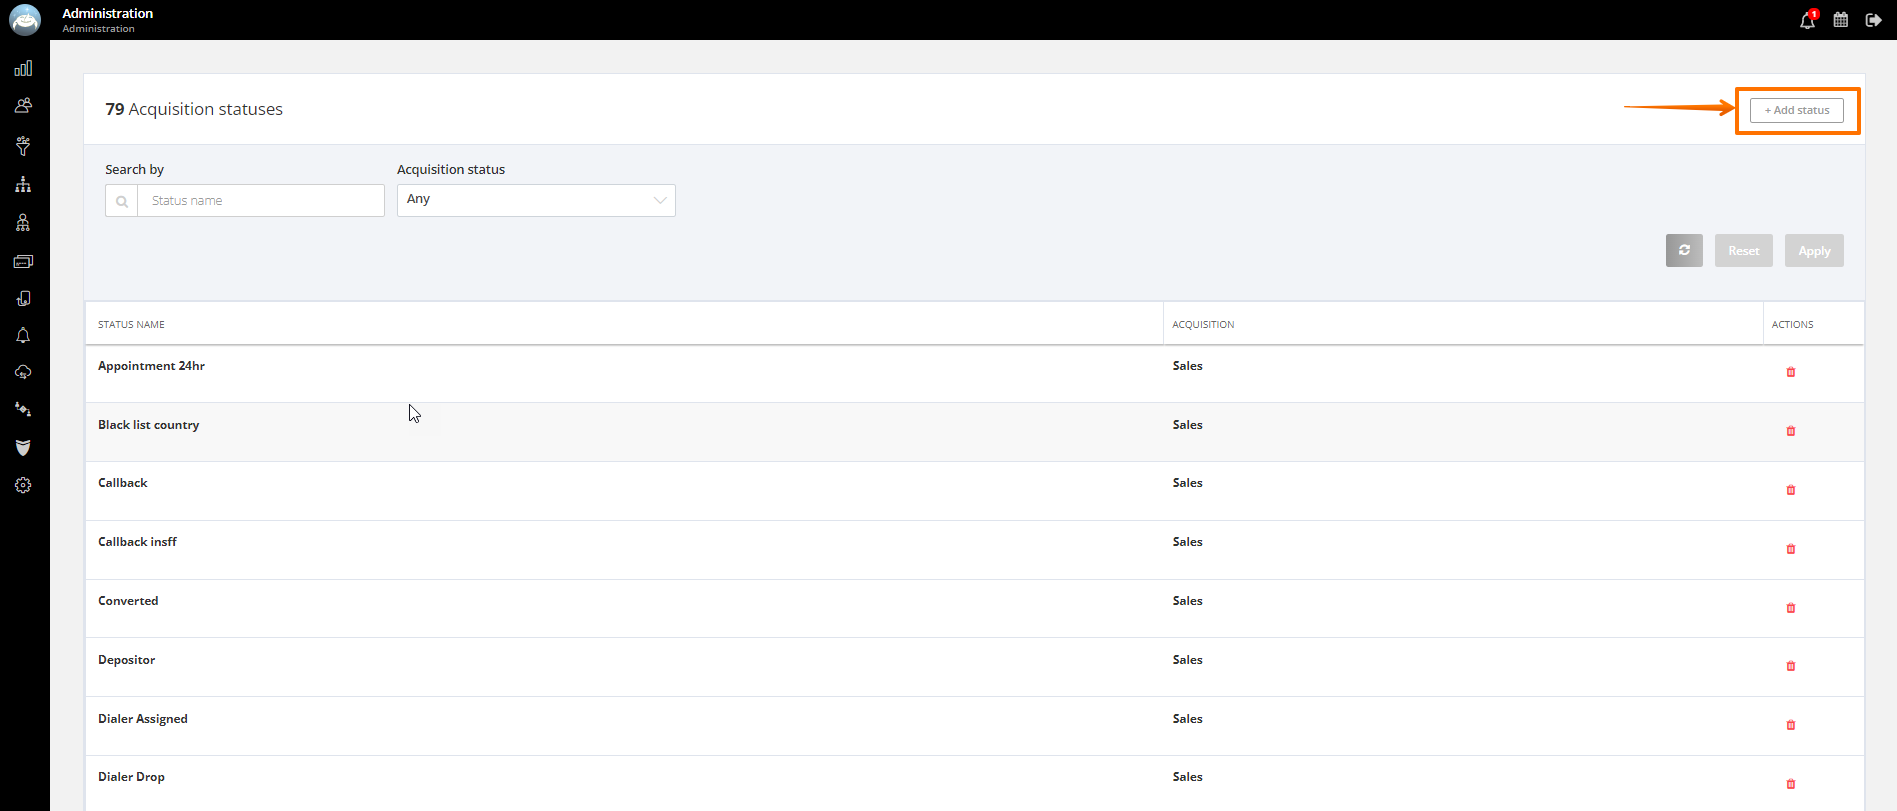 Administration
Administration
1
79 Acquisition statuses
+ Add status
Search by
Acquisition status
Status name
Any
Reset
Apply
STATUS NAME
ACQUISITION
ACTIONS
Appointment 24hr
Sales
Black list country
Sales
Callback
Sales
Callback insff
Sales
Converted
Sales
Depositor
Sales
Dialer Assigned
Sales
Dialer Drop
Sales